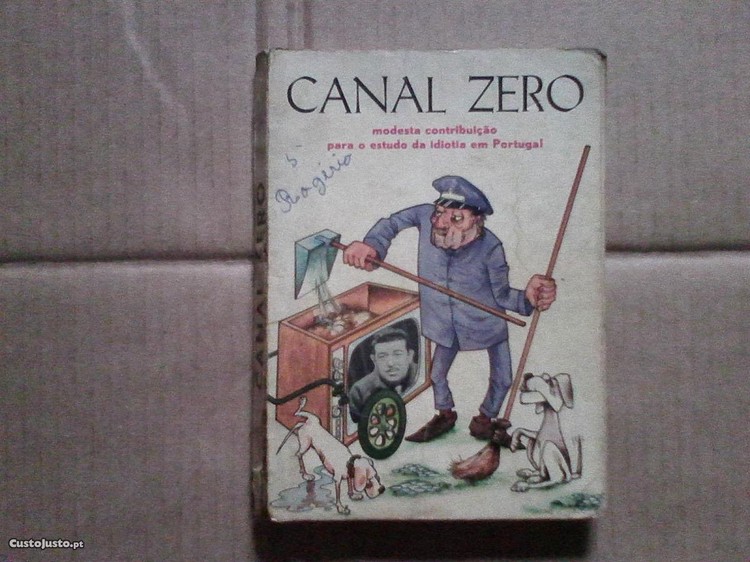 CANAL ZERO
modesta contribuição
para o estudo da idiotia em Portugal
Rogério
CANAL ZERO
CustoJusto.pt